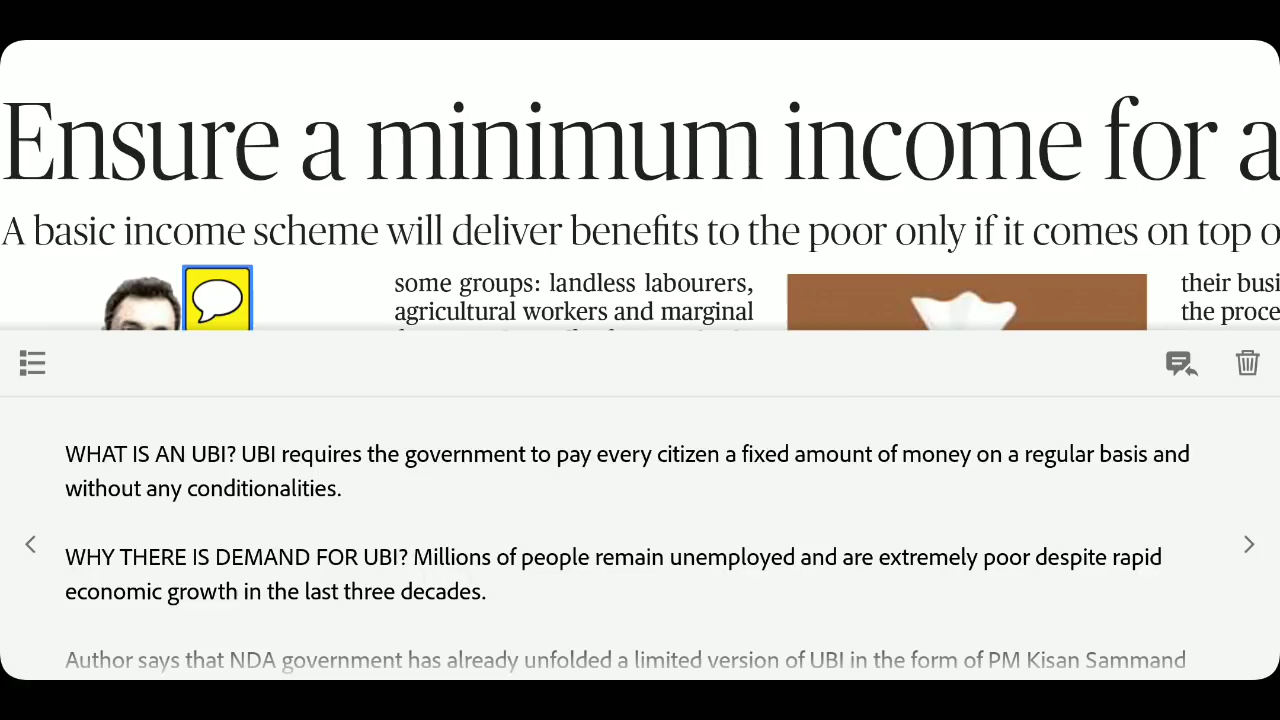 Ensure a minimum income for a
A basic income scheme will deliver benefits to the poor only if it comes on top o
some groups: landless labourers,
agricultural workers and marginal
their busi
the proce
WHAT IS AN UBI? UBI requires the government to pay every citizen a fixed amount of money on a regular basis and
without any conditionalities.
WHY THERE IS DEMAND FOR UBI? Millions of people remain unemployed and are extremely poor despite rapid
economic growth in the last three decades.
Author says that NDA government has already unfolded a limited version of UBI in the form of PM Kisan Sammand